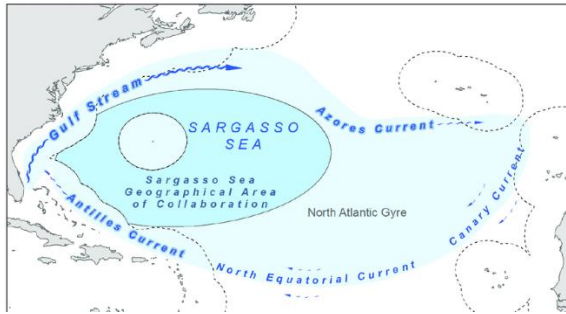 Gulf Stream
SARGASSO
SEA
Azores Current
Sargasso Sea
Geographical Area
of Collaboration
North Atlantic Gyre
Canary Current
Antilles Current
North Equatorial Current